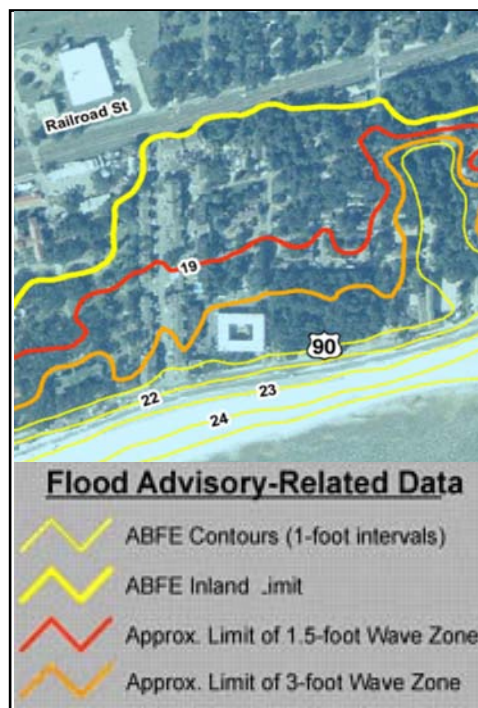 Railroad St
19
90
22
23
24
Flood Advisory-Related Data
ABFE Contours (1-foot intervals)
ABFE Inland Limit
Approx. Limit of 1.5-foot Wave Zone
Approx. Limit of 3-foot Wave Zone